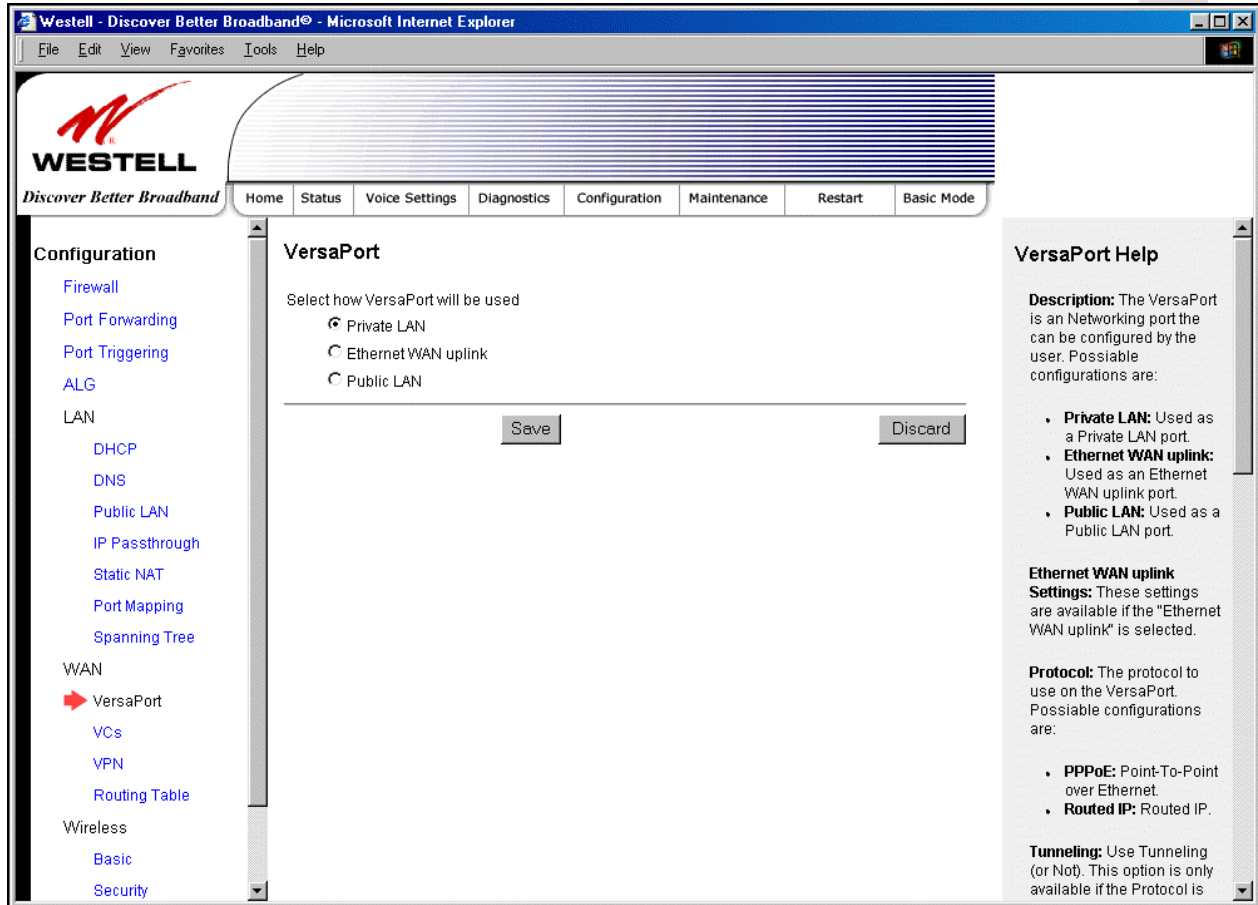 Westell - Discover Better Broadband® - Microsoft Internet Explorer
File Edit View Favorites Tools Help
WESTELL
Discover Better Broadband
Home Status Voice Settings Diagnostics Configuration Maintenance Restart Basic Mode
Configuration
Firewall
Port Forwarding
Port Triggering
ALG
LAN
DHCP
DNS
Public LAN
IP Passthrough
Static NAT
Port Mapping
Spanning Tree
WAN
VersaPort
VCs
VPN
Routing Table
Wireless
Basic
Security
VersaPort
Select how VersaPort will be used
Private LAN
Ethernet WAN uplink
Public LAN
Save Discard
VersaPort Help
Description: The VersaPort
is an Networking port the
can be configured by the
user. Possiable
configurations are:
• Private LAN: Used as
a Private LAN port.
• Ethernet WAN uplink:
Used as an Ethernet
WAN uplink port.
• Public LAN: Used as a
Public LAN port.
Ethernet WAN uplink
Settings: These settings
are available if the "Ethernet
WAN uplink" is selected.
Protocol: The protocol to
use on the VersaPort.
Possiable configurations
are:
• PPPoE: Point-To-Point
over Ethernet.
• Routed IP: Routed IP.
Tunneling: Use Tunneling
(or Not). This option is only
available if the Protocol is